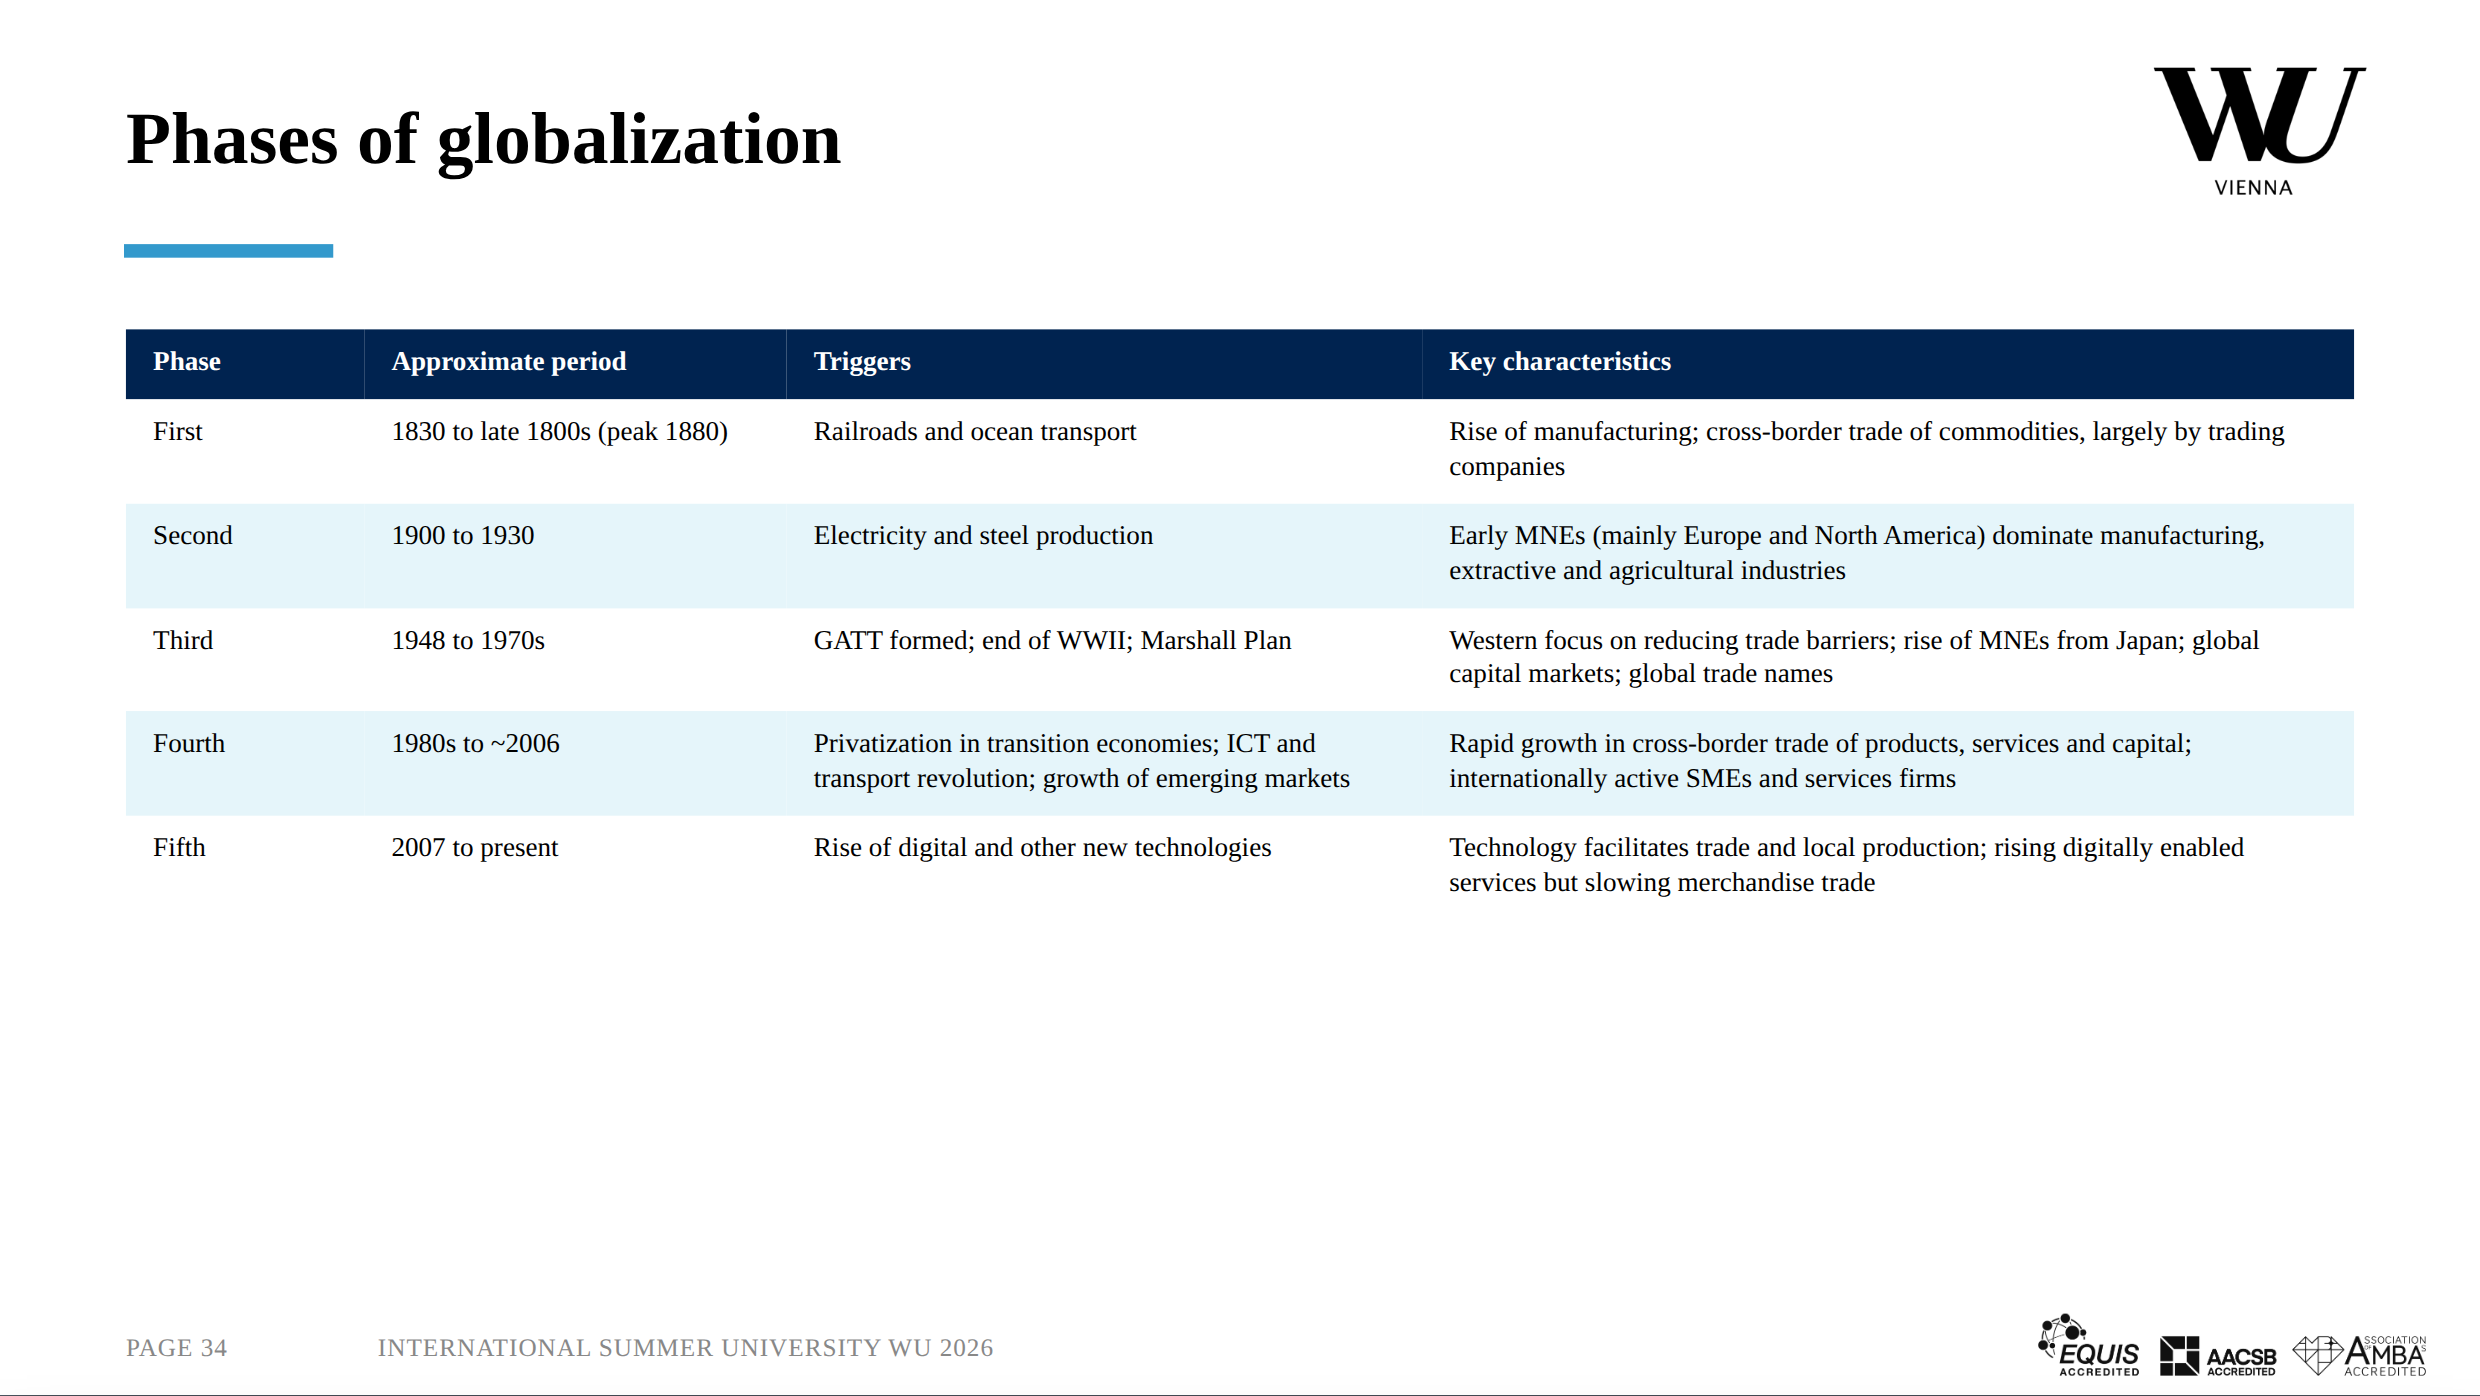 Phases of globalization
WU
VIENNA
Phase Approximate period Triggers Key characteristics
First 1830 to late 1800s (peak 1880) Railroads and ocean transport Rise of manufacturing; cross-border trade of commodities, largely by trading
companies
Second 1900 to 1930 Electricity and steel production Early MNEs (mainly Europe and North America) dominate manufacturing,
extractive and agricultural industries
Third 1948 to 1970s GATT formed; end of WWII; Marshall Plan Western focus on reducing trade barriers; rise of MNEs from Japan; global
capital markets; global trade names
Fourth 1980s to ~2006 Privatization in transition economies; ICT and Rapid growth in cross-border trade of products, services and capital;
transport revolution; growth of emerging markets internationally active SMEs and services firms
Fifth 2007 to present Rise of digital and other new technologies Technology facilitates trade and local production; rising digitally enabled
services but slowing merchandise trade
PAGE 34 INTERNATIONAL SUMMER UNIVERSITY WU 2026
EQUIS
ACCREDITED
AACSB
ACCREDITED
ASSOCIATION
OF AMBAS
ACCREDITED